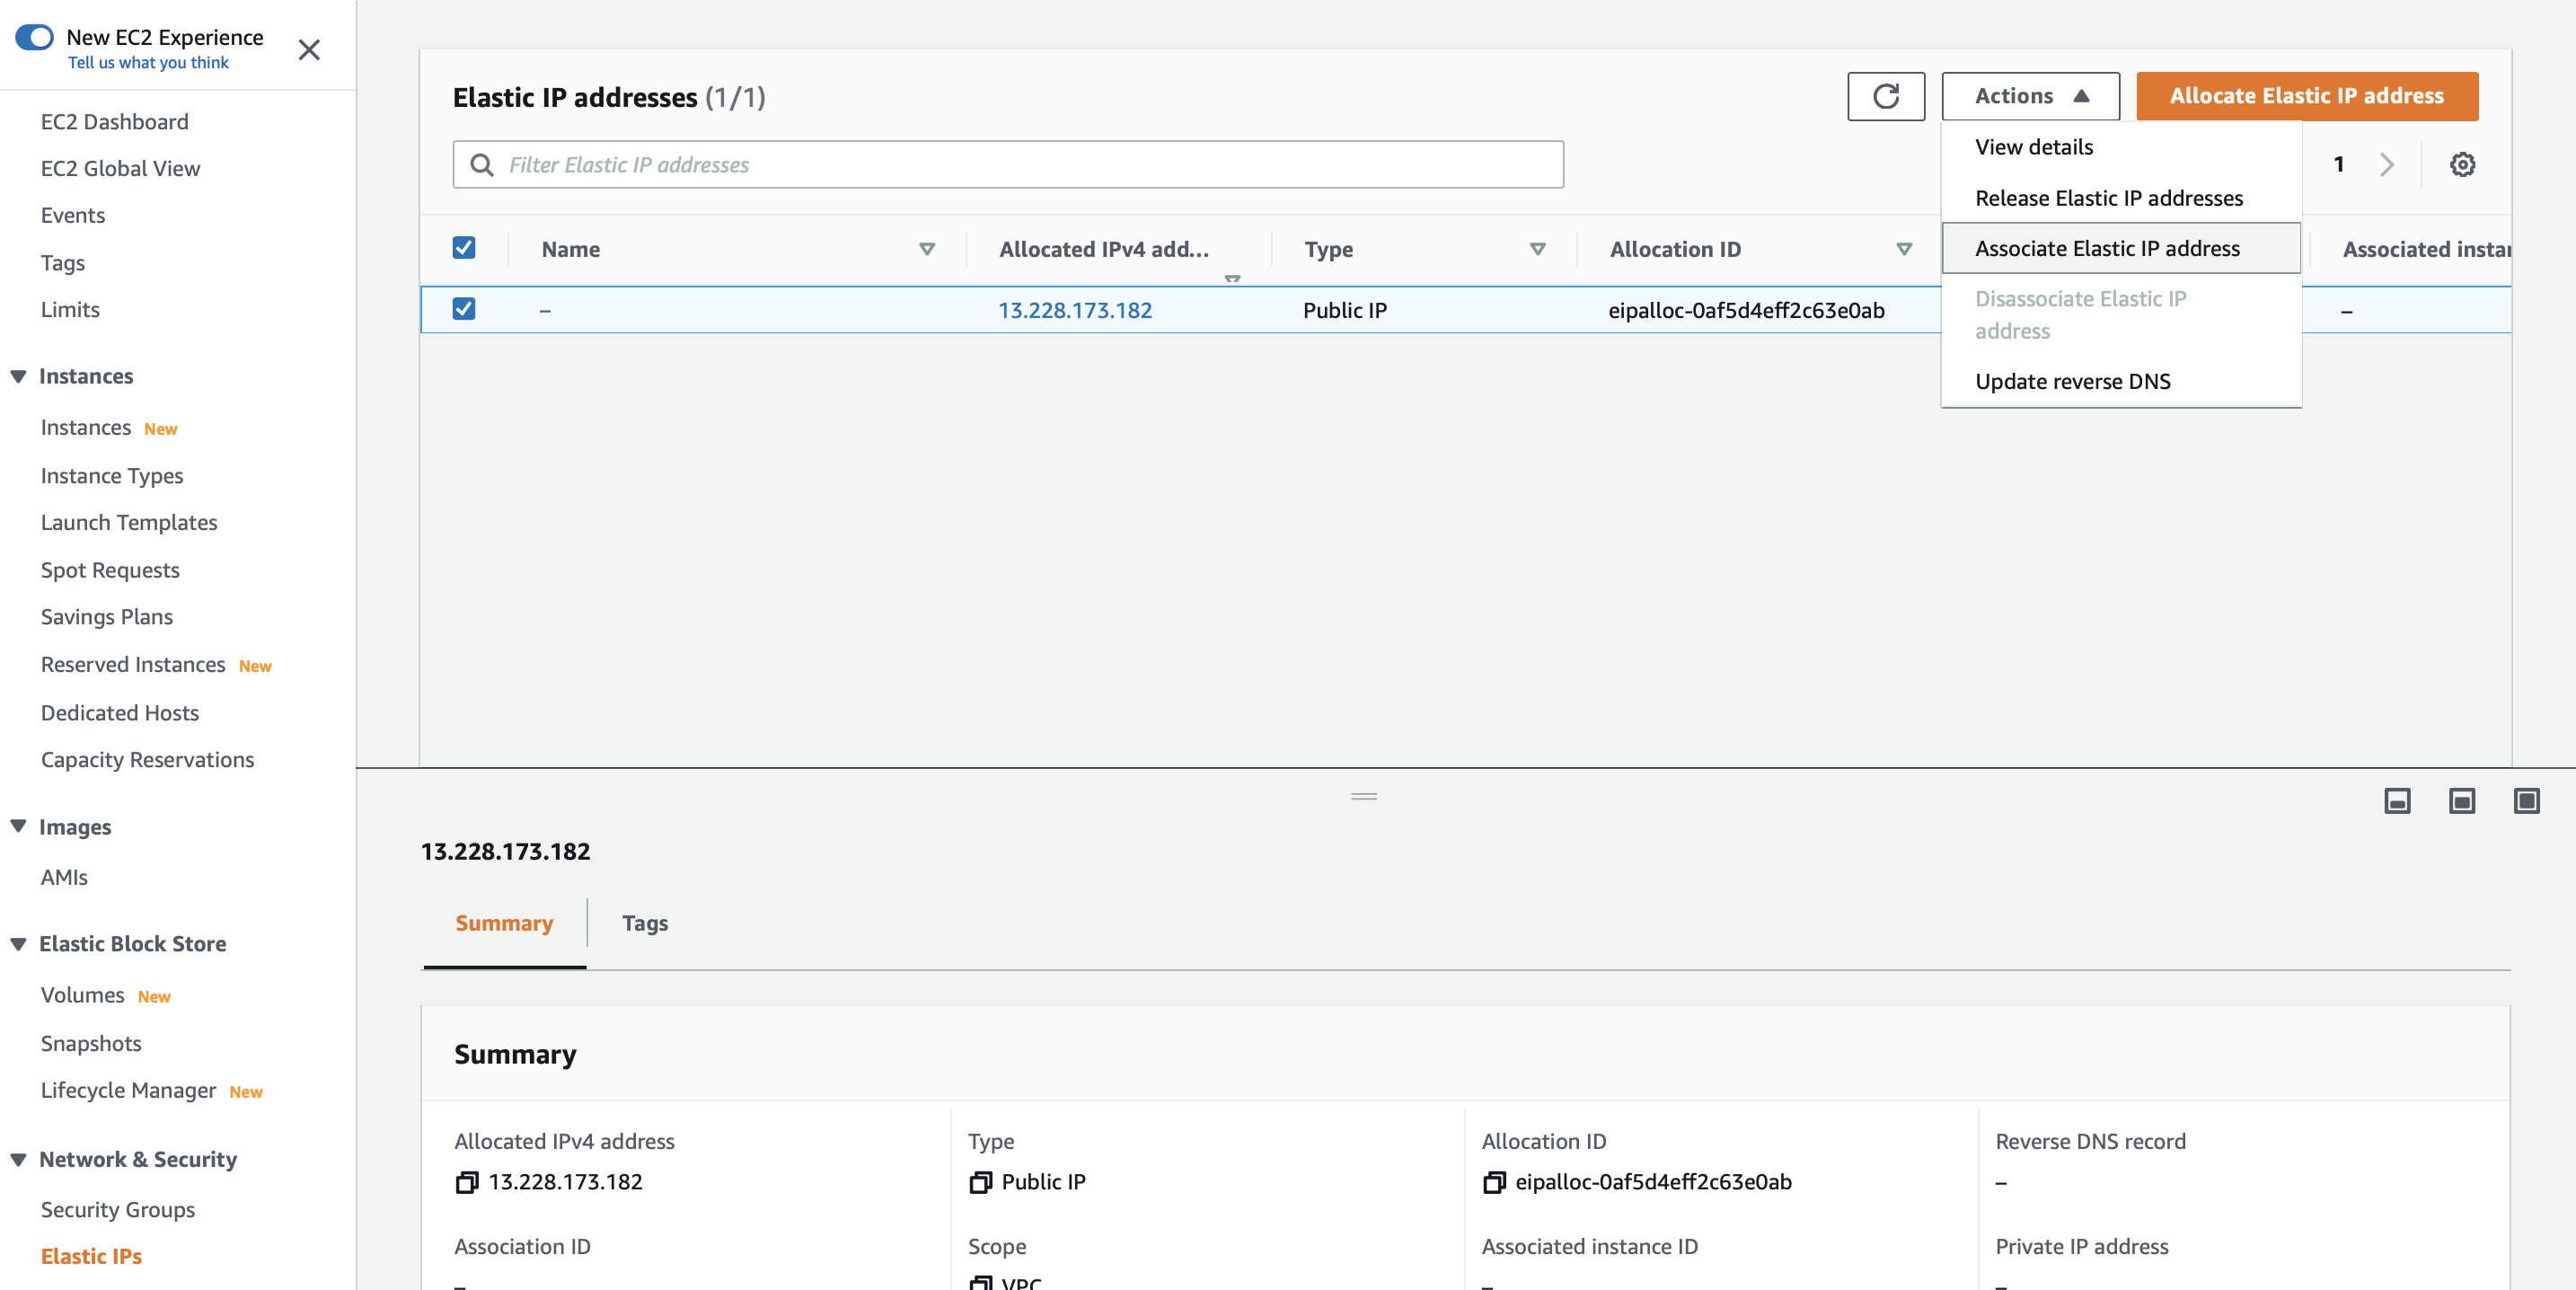 New EC2 Experience
Tell us what you think
EC2 Dashboard
EC2 Global View
Events
Tags
Limits
Instances
Instances New
Instance Types
Launch Templates
Spot Requests
Savings Plans
Reserved Instances New
Dedicated Hosts
Capacity Reservations
Images
AMIs
Elastic Block Store
Volumes New
Snapshots
Lifecycle Manager New
Network & Security
Security Groups
Elastic IPs
Elastic IP addresses (1/1)
Actions
Allocate Elastic IP address
Filter Elastic IP addresses
1
View details
Release Elastic IP addresses
Associate Elastic IP address
Disassociate Elastic IP
address
Update reverse DNS
Name Allocated IPv4 add... Type Allocation ID Associated instan
– 13.228.173.182 Public IP eipalloc-0af5d4eff2c63e0ab –
13.228.173.182
Summary Tags
Summary
Allocated IPv4 address Type Allocation ID Reverse DNS record
13.228.173.182 Public IP eipalloc-0af5d4eff2c63e0ab –
Association ID Scope Associated instance ID Private IP address
– VPC – –